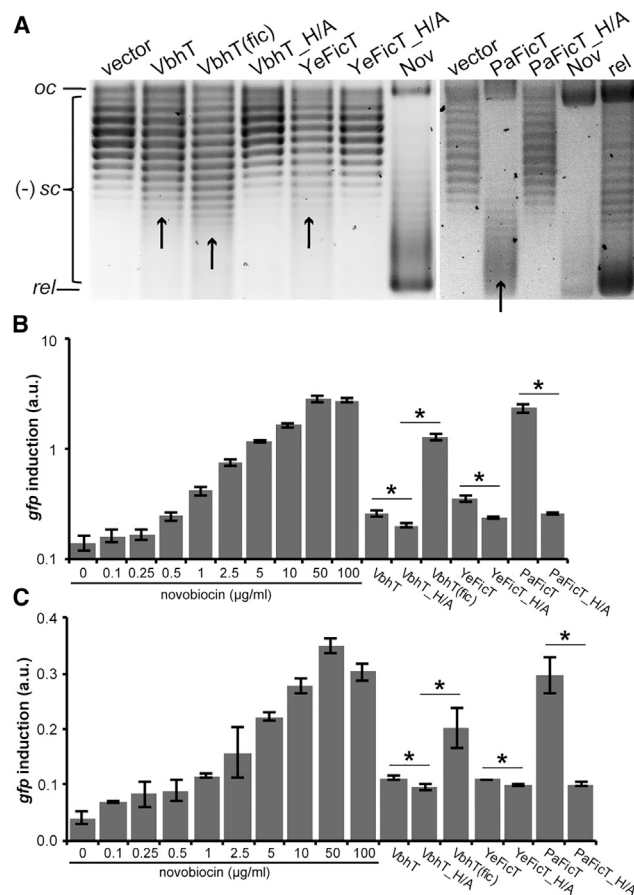 A
vector
VbhT
VbhT(fic)
VbhT_H/A
YeFicT
YeFicT_H/A
Nov
vector
PaFicT
PaFicT_H/A
Nov
rel
oc
(-) sc
rel
B
gfp induction (a.u.)
10
1
0.1
* * * *
0 0.1 0.25 0.5 1 2.5 5 10 50 100
novobiocin (µg/ml)
VbhT
VbhT_H/A
VbhT(fic)
YeFicT
YeFicT_H/A
PaFicT
PaFicT_H/A
C
gfp induction (a.u.)
0.4
0.3
0.2
0.10
0.0
* * * *
0 0.1 0.25 0.5 1 2.5 5 10 50 100
novobiocin (µg/ml)
VbhT
VbhT_H/A
VbhT(fic)
YeFicT
YeFicT_H/A
PaFicT
PaFicT_H/A